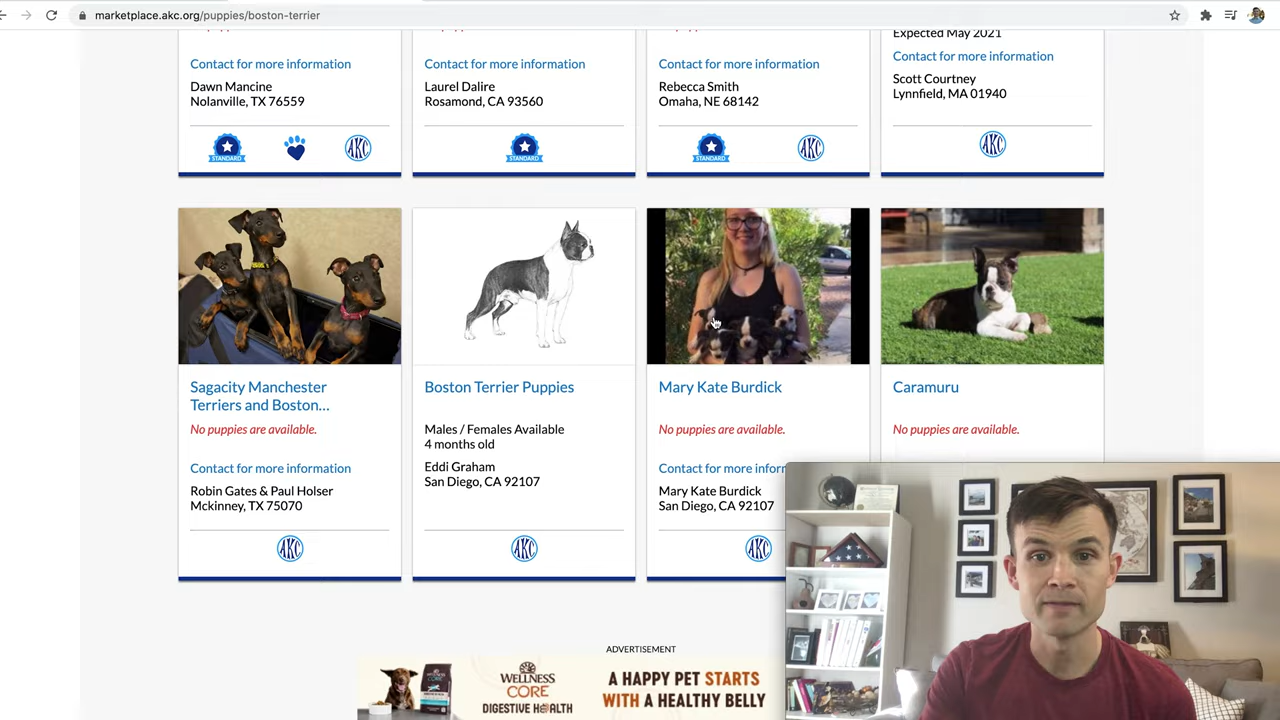 marketplace.akc.org/puppies/boston-terrier
Expected May 2021
Contact for more information
Dawn Mancine
Nolanville, TX 76559
STANDARD
AKC
Contact for more information
Laurel Dalire
Rosamond, CA 93560
STANDARD
Contact for more information
Rebecca Smith
Omaha, NE 68142
STANDARD
AKC
Contact for more information
Scott Courtney
Lynnfield, MA 01940
AKC
Sagacity Manchester
Terriers and Boston...
No puppies are available.
Contact for more information
Robin Gates & Paul Holser
Mckinney, TX 75070
AKC
Boston Terrier Puppies
Males / Females Available
4 months old
Eddi Graham
San Diego, CA 92107
AKC
Mary Kate Burdick
No puppies are available.
Contact for more infor
Mary Kate Burdick
San Diego, CA 92107
AKC
Caramuru
No puppies are available.
ADVERTISEMENT
WELLNESS
CORE
DIGESTIVE HEALTH
A HAPPY PET STARTS
WITH A HEALTHY BELLY